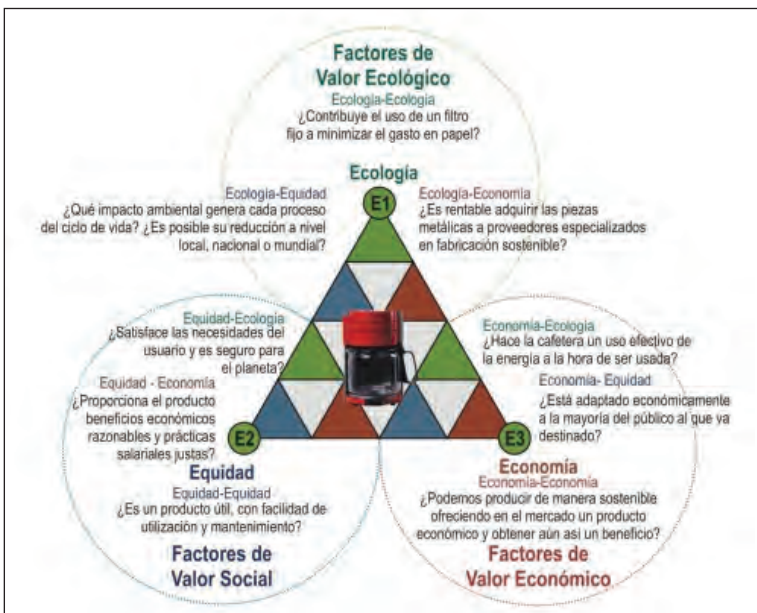 Factores de
Valor Ecológico
Ecología-Ecología
¿Contribuye el uso de un filtro
fijo a minimizar el gasto en papel?
Ecología
E1
Ecología-Equidad
¿Qué impacto ambiental genera cada proceso
del ciclo de vida? ¿Es posible su reducción a nivel
local, nacional o mundial?
Ecología-Economía
¿Es rentable adquirir las piezas
metálicas a proveedores especializados
en fabricación sostenible?
Equidad-Ecología
¿Satisface las necesidades del
usuario y es seguro para
el planeta?
Equidad - Economía
¿Proporciona el producto
beneficios económicos
razonables y prácticas
salariales justas?
E2
Equidad
Equidad-Equidad
¿Es un producto útil, con facilidad de
utilización y mantenimiento?
Factores de
Valor Social
Economía-Ecología
¿Hace la cafetera un uso efectivo de
la energía a la hora de ser usada?
Economía- Equidad
¿Está adaptado económicamente
a la mayoría del público al que va
destinado?
E3
Economía
Economía-Economía
¿Podemos producir de manera sostenible
ofreciendo en el mercado un producto
económico y obtener aún así un beneficio?
Factores de
Valor Económico